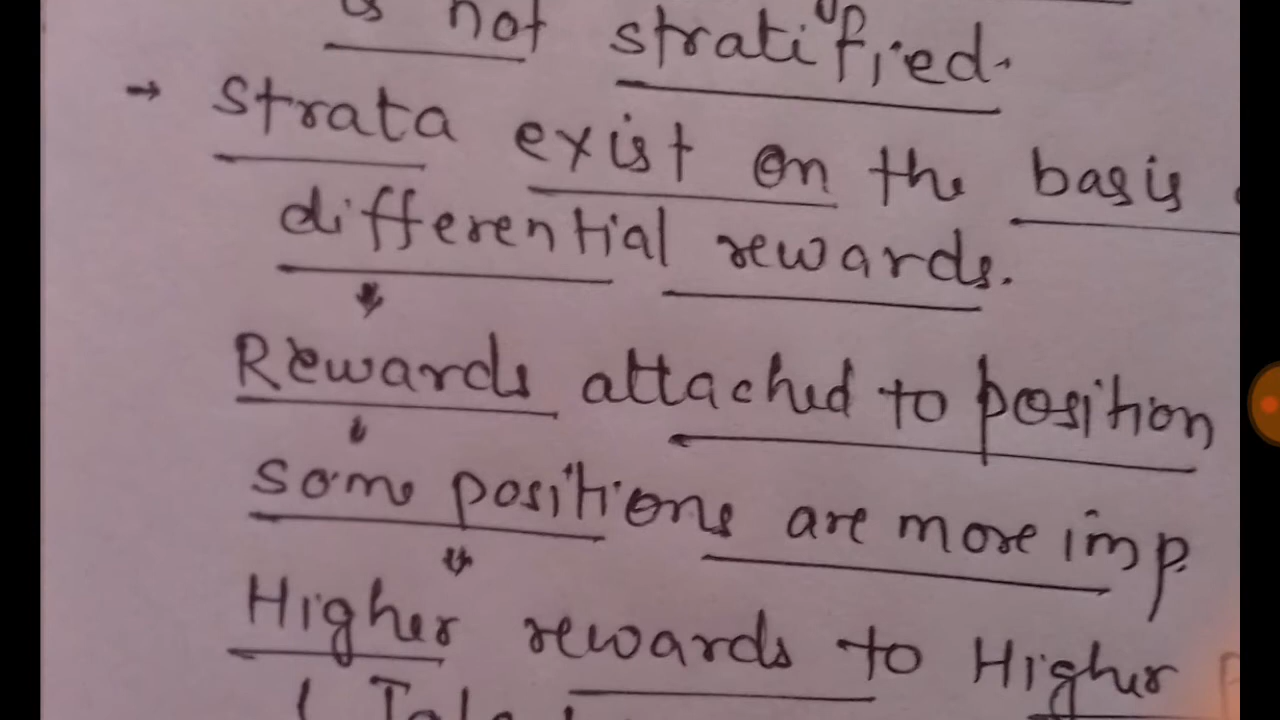 is not stratified.
→ Strata exist on the basis
differential rewards.
Rewards attached to position
some positions are more imp.
Higher rewards to Higher